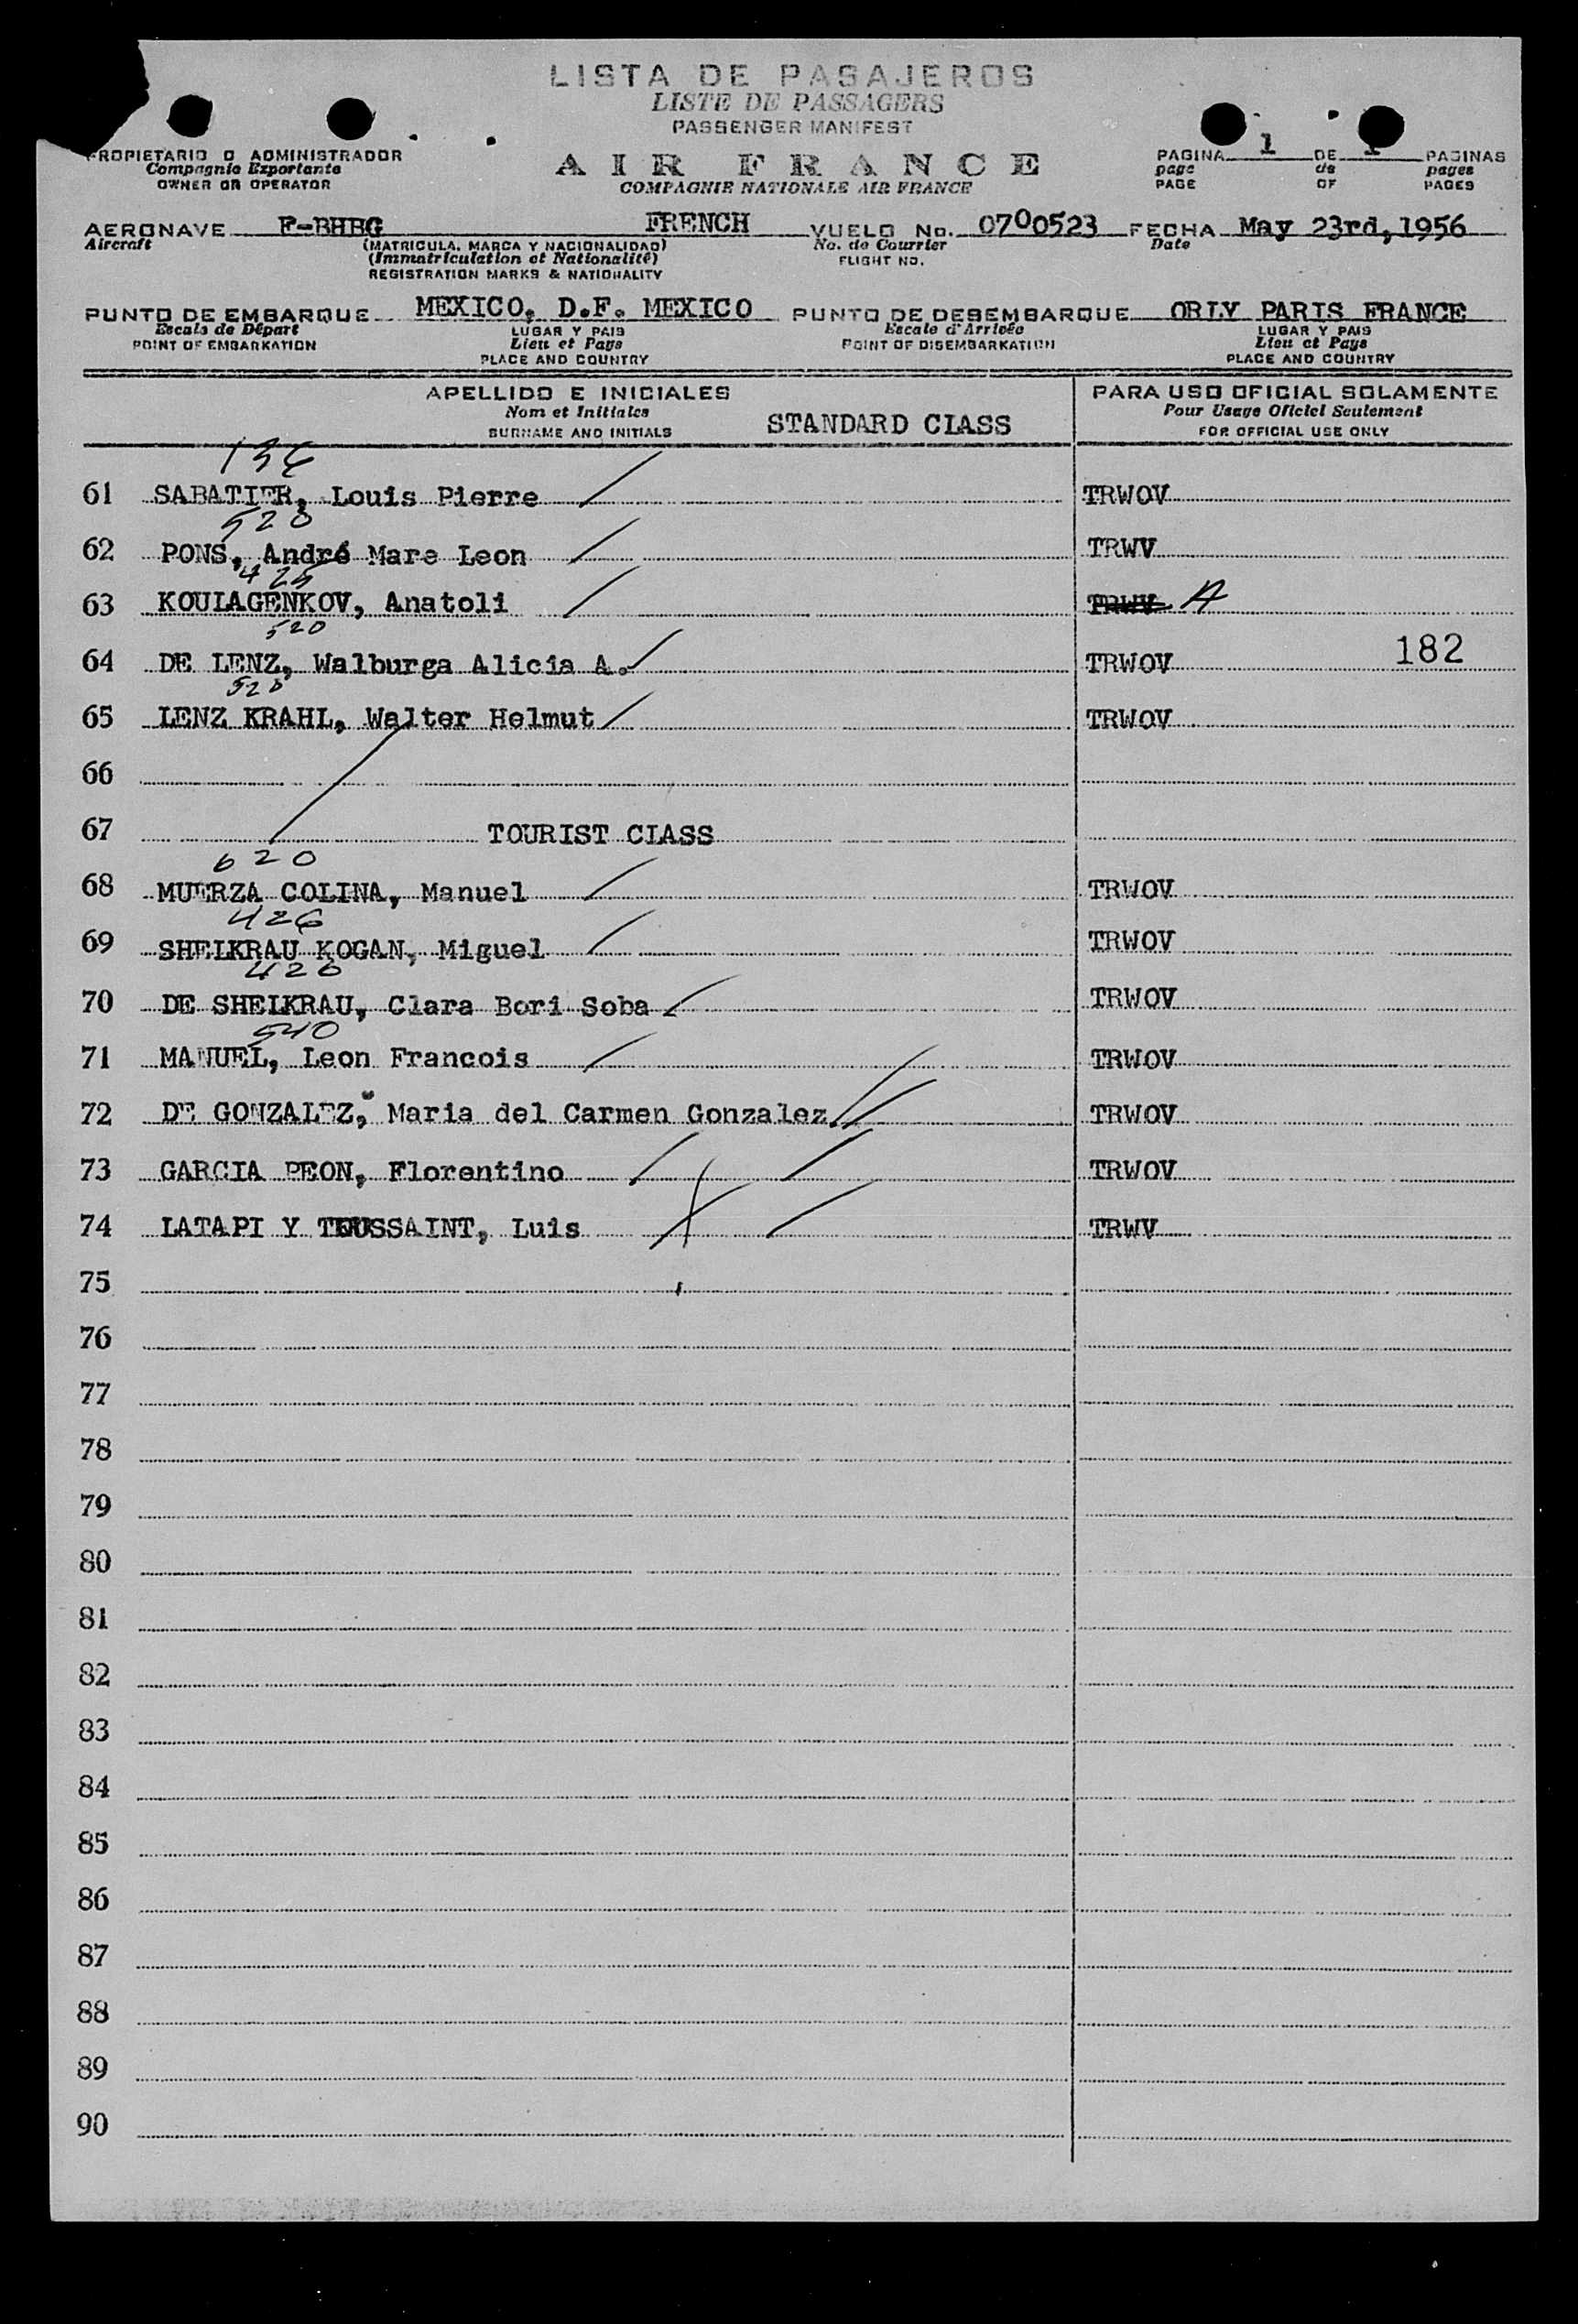 LISTA DE PASAJEROS
LISTE DE PASSAGERS
PASSENGER MANIFEST
PROPIETARIO O ADMINISTRADOR
Compagnie Exportante
OWNER OR OPERATOR
AIR FRANCE
COMPAGNIE NATIONALE AIR FRANCE
PAGINA 1 DE 1 PAGINAS
page de pages
PAGE OF PAGES
AERONAVE F-BHBG FRENCH VUELO No. 0700523 FECHA May 23rd, 1956
Aircraft (MATRICULA, MARCA Y NACIONALIDAD) No. de Courrier Date
(Immatriculation et Nationalité) FLIGHT NO.
REGISTRATION MARKS & NATIONALITY
PUNTO DE EMBARQUE MEXICO, D.F. MEXICO PUNTO DE DESEMBARQUE ORLY PARIS FRANCE
Escals de Départ LUGAR Y PAIS Escale d'Arrivée LUGAR Y PAIS
POINT OF EMBARKATION Lieu et Pays POINT OF DISEMBARKATION Lieu et Pays
PLACE AND COUNTRY PLACE AND COUNTRY
APELLIDO E INICIALES PARA USO OFICIAL SOLAMENTE
Nom et Initiales STANDARD CLASS Pour Usage Oficiel Seulement
SURNAME AND INITIALS FOR OFFICIAL USE ONLY
61 SABATIER, Louis Pierre TRWOV
520
62 PONS, André Marc Leon TRWV
425
63 KOULAGENKOV, Anatoli TRWV A
520
64 DE LENZ, Walburga Alicia A. TRWOV 182
520
65 LENZ KRAHL, Walter Helmut TRWOV
66
67 TOURIST CLASS
620
68 MUERZA COLINA, Manuel TRWOV
426
69 SHEIKRAU KOGAN, Miguel TRWOV
426
70 DE SHEIKRAU, Clara Bori Soba TRWOV
540
71 MANUEL, Leon Francois TRWOV
72 DE GONZALEZ, Maria del Carmen Gonzalez TRWOV
73 GARCIA PEON, Florentino TRWOV
74 LATAPI Y TOUSSAINT, Luis TRWV
75
76
77
78
79
80
81
82
83
84
85
86
87
88
89
90